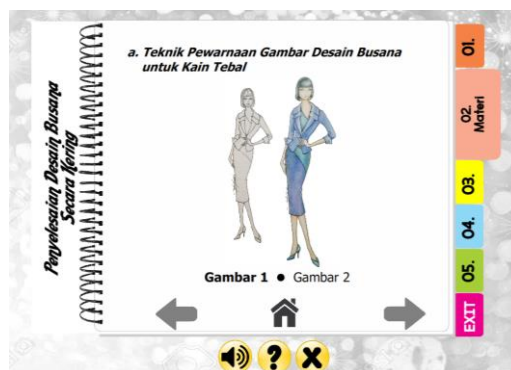 Penyelesaian Desain Busana
Secara Kering
a. Teknik Pewarnaan Gambar Desain Busana
untuk Kain Tebal
Gambar 1 ● Gambar 2
01.
02.
Materi
03.
04.
05.
EXIT
?
X